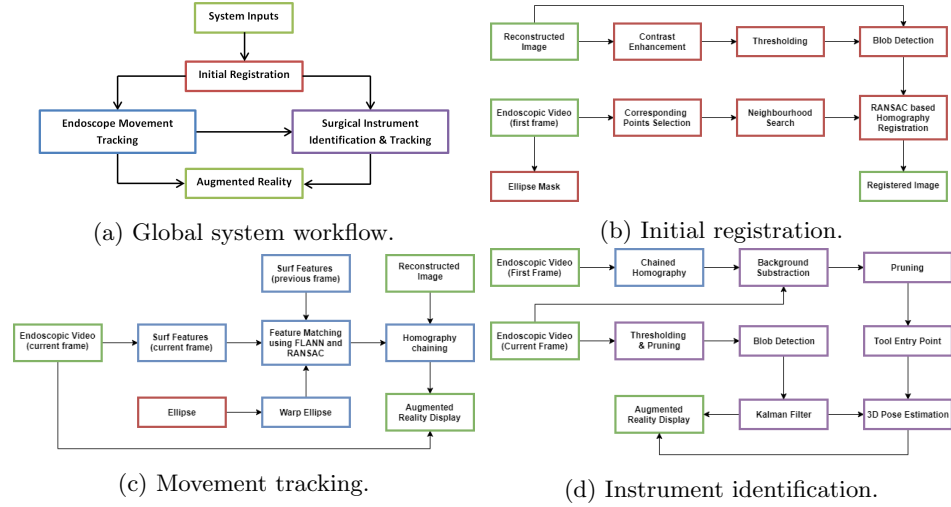 System Inputs
Initial Registration
Endoscope Movement
Tracking
Surgical Instrument
Identification & Tracking
Augmented Reality
(a) Global system workflow.
Reconstructed
Image
Contrast
Enhancement
Thresholding
Blob Detection
Endoscopic Video
(first frame)
Corresponding
Points Selection
Neighbourhood
Search
RANSAC based
Homography
Registration
Ellipse Mask
Registered Image
(b) Initial registration.
Surf Features
(previous frame)
Reconstructed
Image
Endoscopic Video
(current frame)
Surf Features
(current frame)
Feature Matching
using FLANN and
RANSAC
Homography
chaining
Ellipse
Warp Ellipse
Augmented
Reality Display
(c) Movement tracking.
Endoscopic Video
(First Frame)
Chained
Homography
Background
Substraction
Pruning
Endoscopic Video
(Current Frame)
Thresholding
& Pruning
Blob Detection
Tool Entry Point
Augmented
Reality Display
Kalman Filter
3D Pose Estimation
(d) Instrument identification.